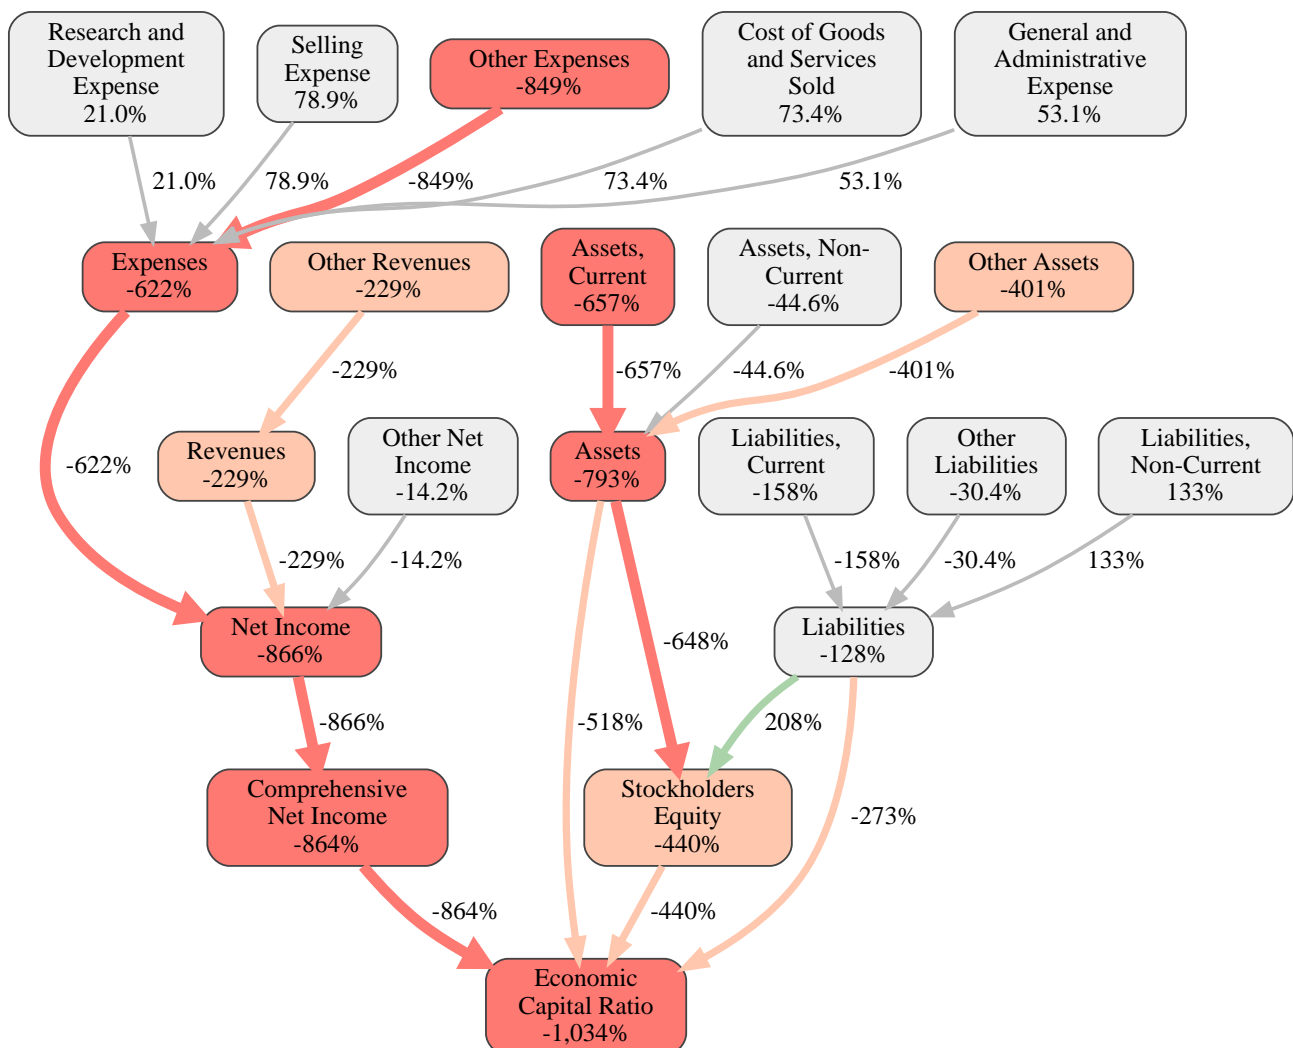 Research and
Development
Expense
21.0%
Selling
Expense
78.9%
Other Expenses
-849%
Cost of Goods
and Services
Sold
73.4%
General and
Administrative
Expense
53.1%
21.0%
78.9%
-849%
73.4%
53.1%
Expenses
-622%
Other Revenues
-229%
Assets,
Current
-657%
Assets, Non-
Current
-44.6%
Other Assets
-401%
-229%
-657%
-44.6%
-401%
-622%
Revenues
-229%
Other Net
Income
-14.2%
Assets
-793%
Liabilities,
Current
-158%
Other
Liabilities
-30.4%
Liabilities,
Non-Current
133%
-229%
-14.2%
-158%
-30.4%
133%
Net Income
-866%
-648%
Liabilities
-128%
-866%
-518%
208%
Comprehensive
Net Income
-864%
Stockholders
Equity
-440%
-273%
-864%
-440%
Economic
Capital Ratio
-1,034%